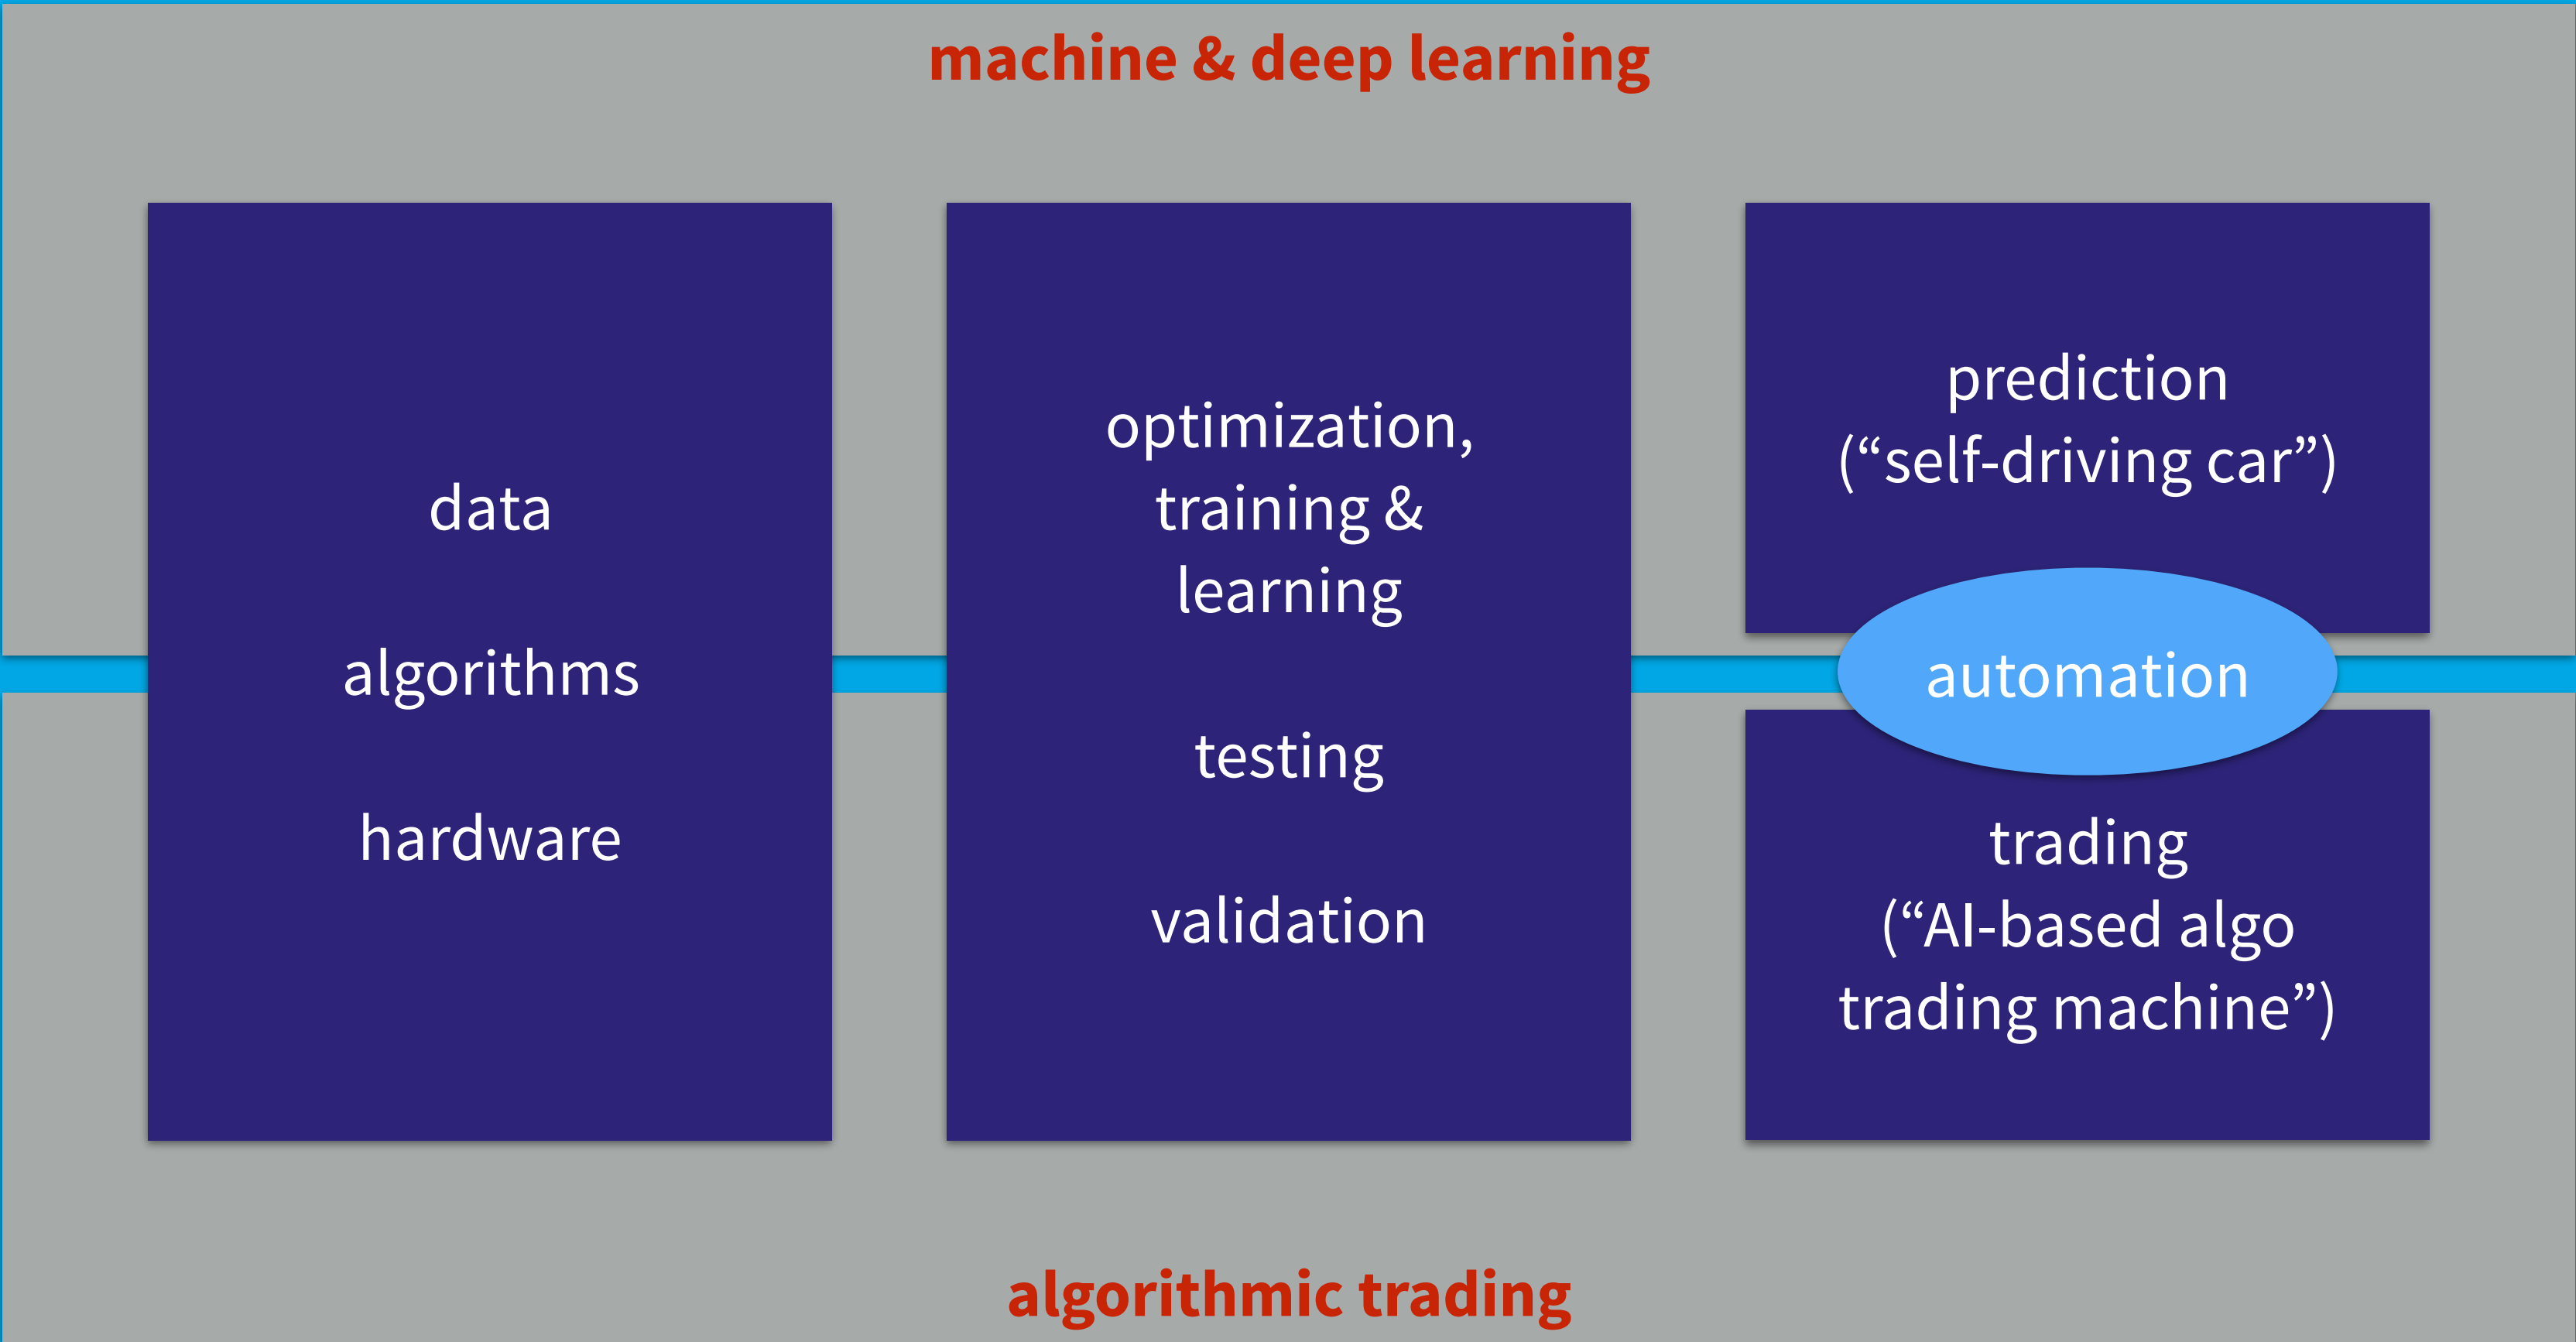 machine & deep learning
data
algorithms
hardware
optimization,
training &
learning
testing
validation
prediction
(“self-driving car”)
automation
trading
(“AI-based algo
trading machine”)
algorithmic trading